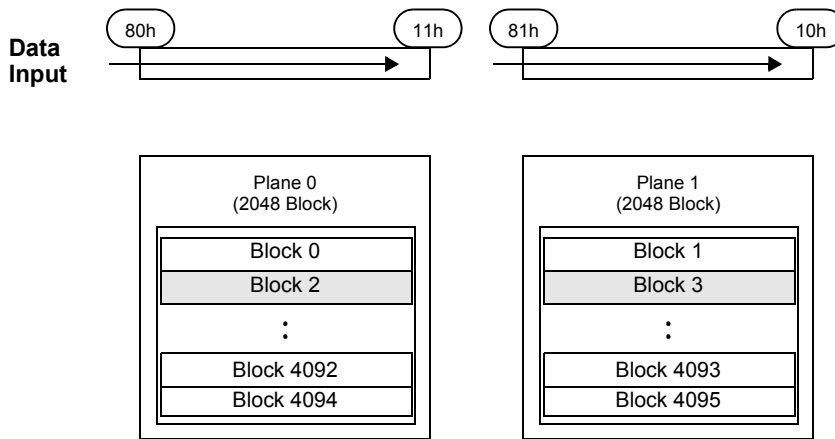 80h
11h
81h
10h
Data
Input
Plane 0
(2048 Block)
Block 0
Block 2
:
Block 4092
Block 4094
Plane 1
(2048 Block)
Block 1
Block 3
:
Block 4093
Block 4095